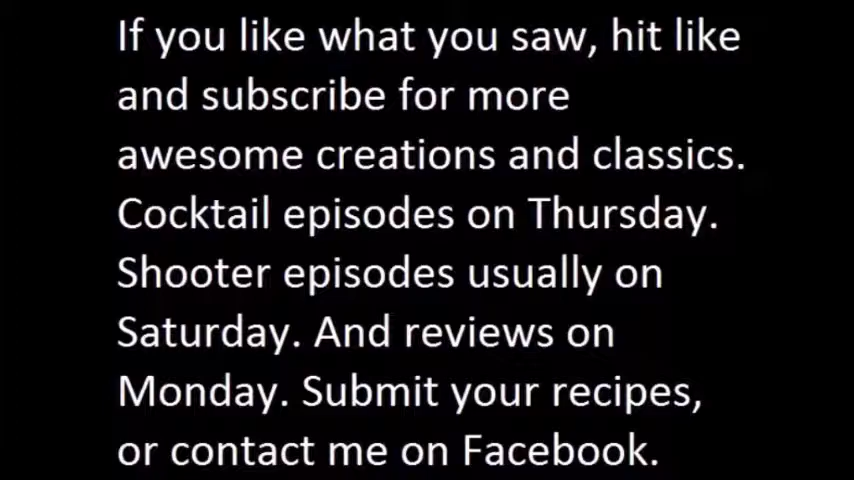 If you like what you saw, hit like
and subscribe for more
awesome creations and classics.
Cocktail episodes on Thursday.
Shooter episodes usually on
Saturday. And reviews on
Monday. Submit your recipes,
or contact me on Facebook.